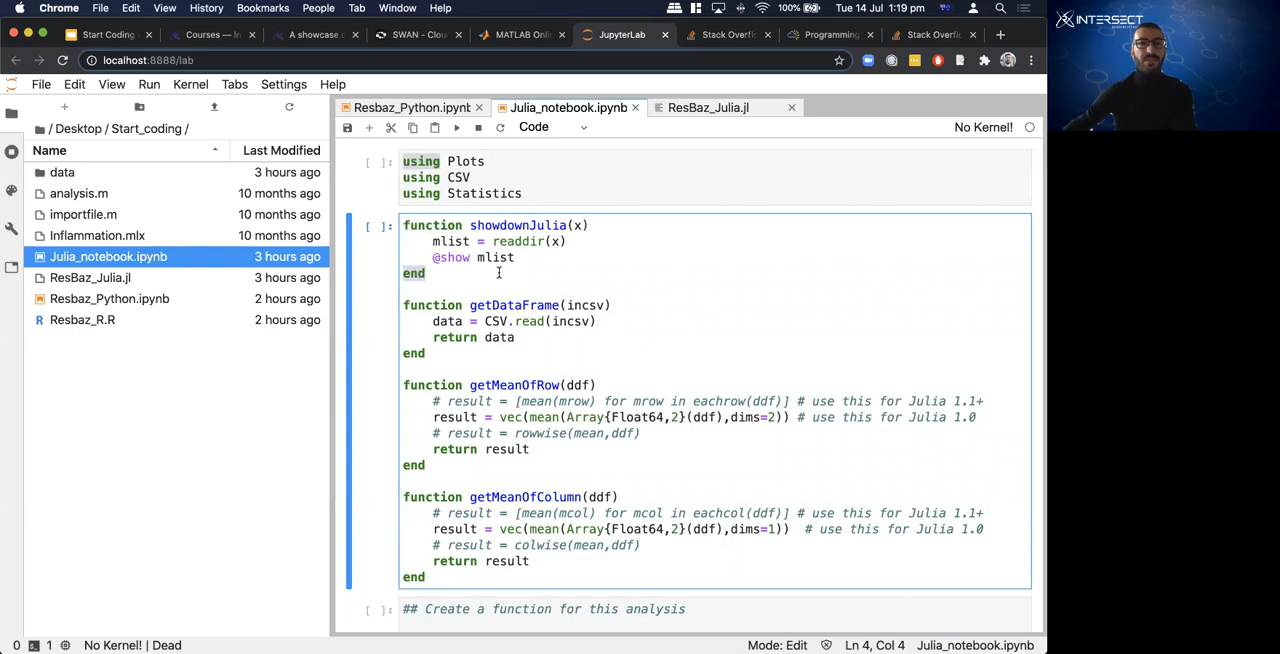 Chrome File Edit View History Bookmarks People Tab Window Help 100% Tue 14 Jul 1:19 pm
Start Coding Courses — In A showcase o SWAN - Clou MATLAB Onli JupyterLab Stack Overfl Programming Stack Overfl
localhost:8888/lab
INTERSECT
File Edit View Run Kernel Tabs Settings Help
Resbaz_Python.ipynb Julia_notebook.ipynb ResBaz_Julia.jl
Code No Kernel!
/ Desktop / Start_coding /
Name Last Modified
data 3 hours ago
analysis.m 10 months ago
importfile.m 10 months ago
Inflammation.mlx 10 months ago
Julia_notebook.ipynb 3 hours ago
ResBaz_Julia.jl 3 hours ago
Resbaz_Python.ipynb 2 hours ago
R Resbaz_R.R 2 hours ago
[ ]: using Plots
using CSV
using Statistics
[ ]: function showdownJulia(x)
mlist = readdir(x)
@show mlist
end
function getDataFrame(incsv)
data = CSV.read(incsv)
return data
end
function getMeanOfRow(ddf)
# result = [mean(mrow) for mrow in eachrow(ddf)] # use this for Julia 1.1+
result = vec(mean(Array{Float64,2}(ddf),dims=2)) # use this for Julia 1.0
# result = rowwise(mean,ddf)
return result
end
function getMeanOfColumn(ddf)
# result = [mean(mcol) for mcol in eachcol(ddf)] # use this for Julia 1.1+
result = vec(mean(Array{Float64,2}(ddf),dims=1)) # use this for Julia 1.0
# result = colwise(mean,ddf)
return result
end
[ ]: ## Create a function for this analysis
0 1 No Kernel! | Dead Mode: Edit Ln 4, Col 4 Julia_notebook.ipynb